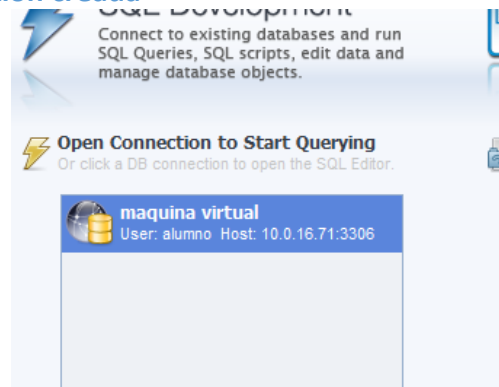 SQL Development
Connect to existing databases and run
SQL Queries, SQL scripts, edit data and
manage database objects.
Open Connection to Start Querying
Or click a DB connection to open the SQL Editor.
maquina virtual
User: alumno Host: 10.0.16.71:3306